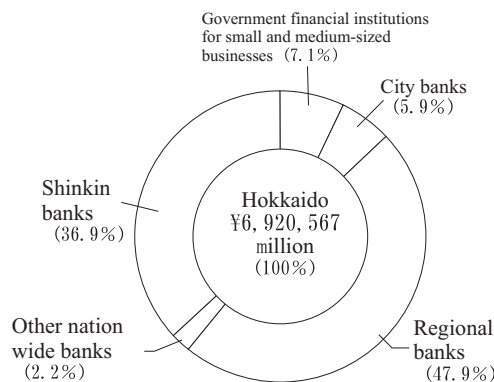 Government financial institutions
for small and medium-sized
businesses (7.1%)
City banks
(5.9%)
Shinkin
banks
(36.9%)
Hokkaido
¥6,920,567
million
(100%)
Other nation
wide banks
(2.2%)
Regional
banks
(47.9%)